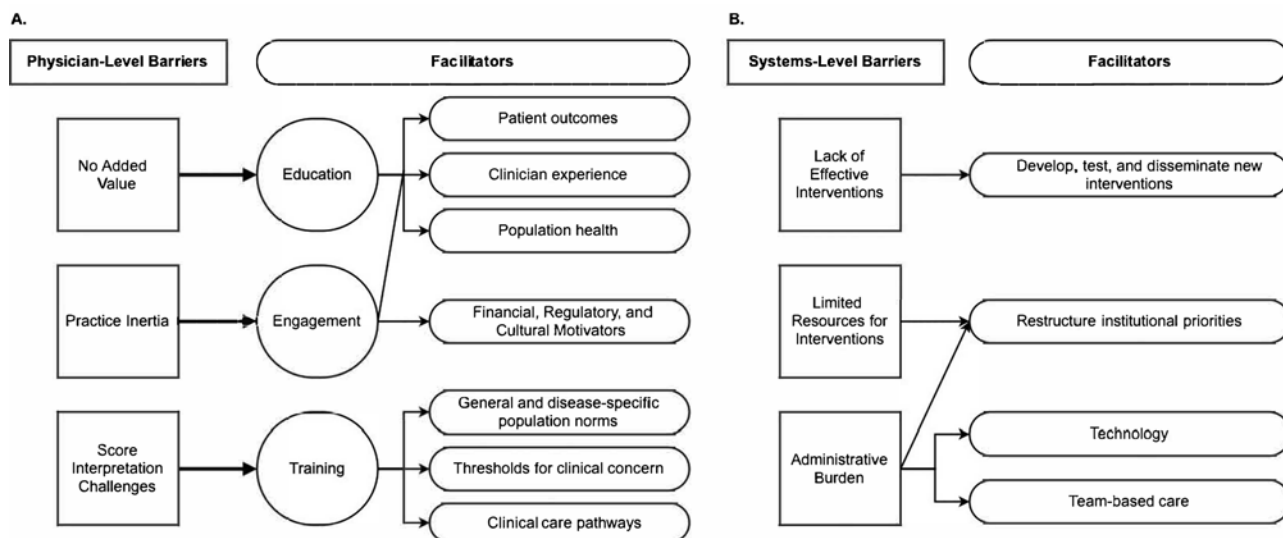 A.
Physician-Level Barriers
Facilitators
No Added
Value
Education
Patient outcomes
Clinician experience
Population health
Practice Inertia
Engagement
Financial, Regulatory, and
Cultural Motivators
Score
Interpretation
Challenges
Training
General and disease-specific
population norms
Thresholds for clinical concern
Clinical care pathways
B.
Systems-Level Barriers
Facilitators
Lack of
Effective
Interventions
Develop, test, and disseminate new
interventions
Limited
Resources for
Interventions
Restructure institutional priorities
Administrative
Burden
Technology
Team-based care